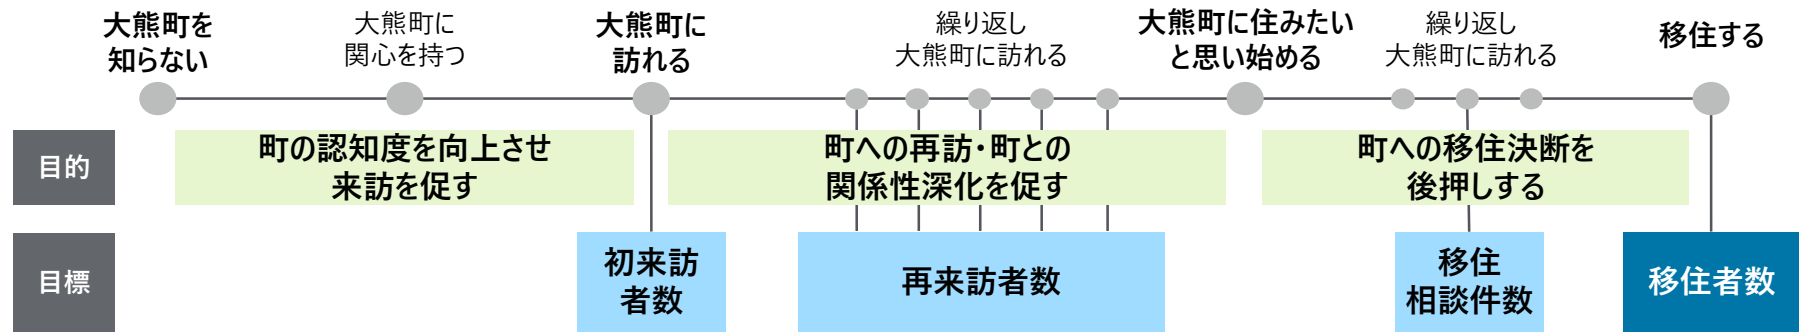 大熊町を
知らない
大熊町に
関心を持つ
大熊町に
訪れる
繰り返し
大熊町に訪れる
大熊町に住みたい
と思い始める
繰り返し
大熊町に訪れる
移住する
目的
町の認知度を向上させ
来訪を促す
町への再訪・町との
関係性深化を促す
町への移住決断を
後押しする
目標
初来訪
者数
再来訪者数
移住
相談件数
移住者数